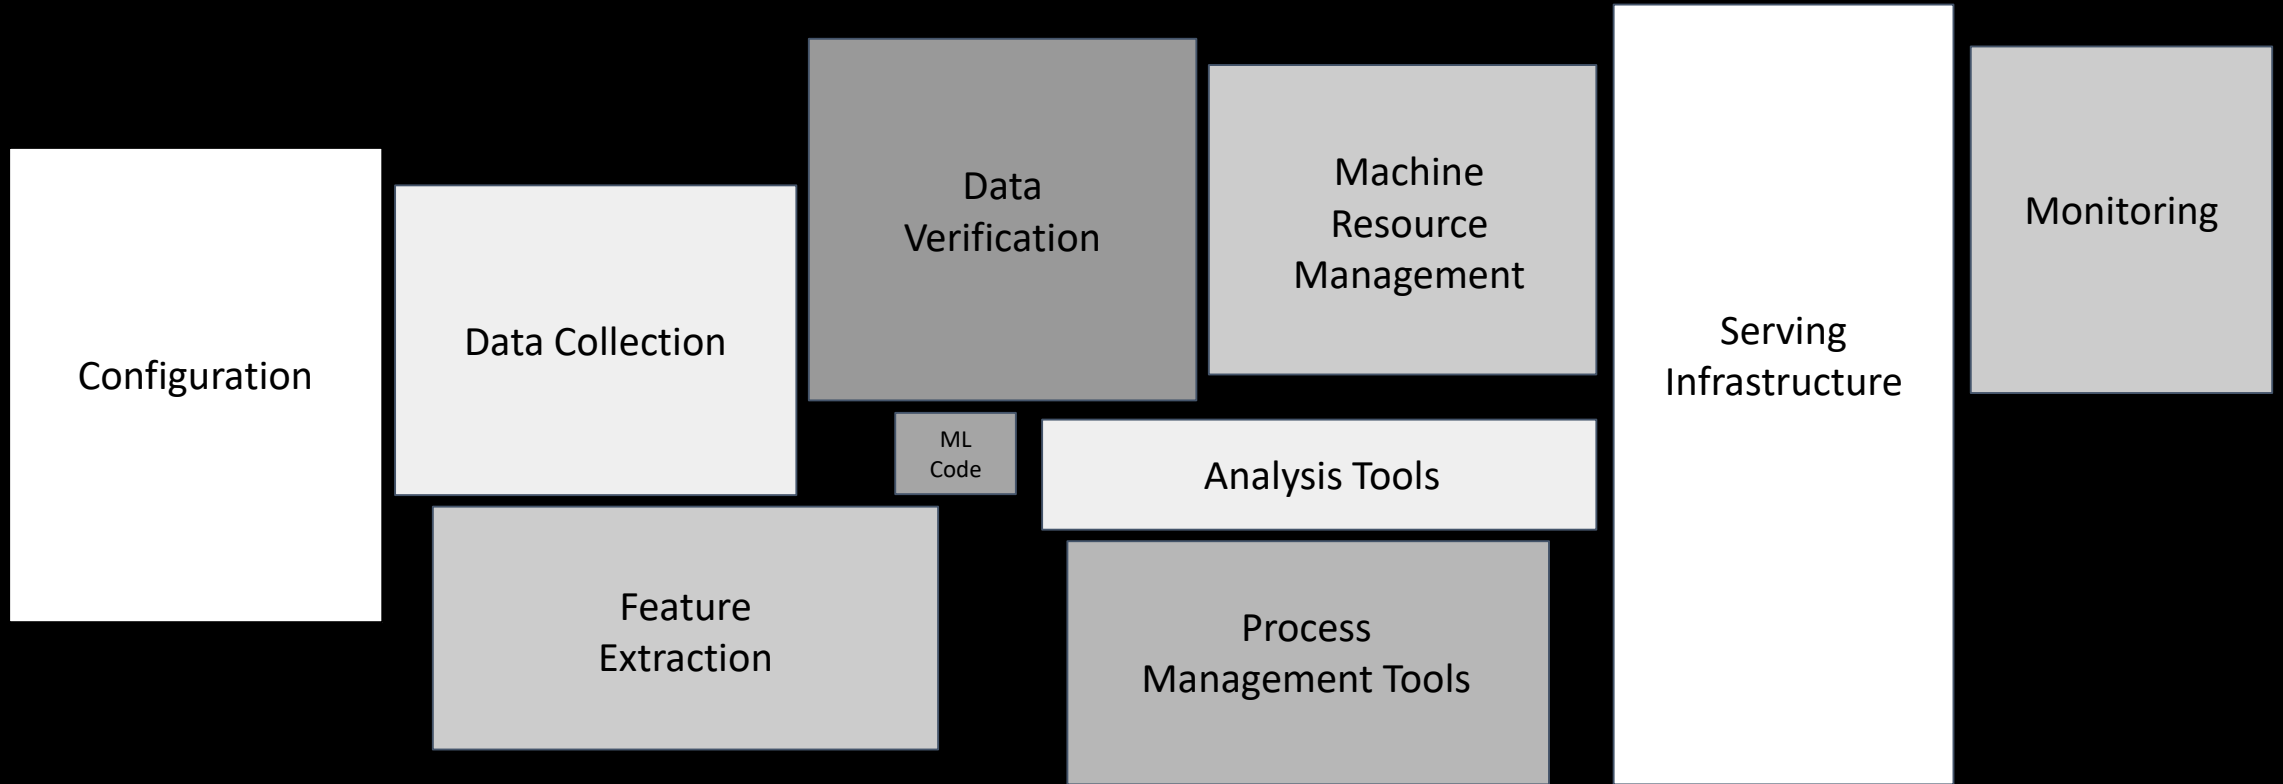 Configuration
Data Collection
Feature
Extraction
Data
Verification
ML
Code
Machine
Resource
Management
Analysis Tools
Process
Management Tools
Serving
Infrastructure
Monitoring